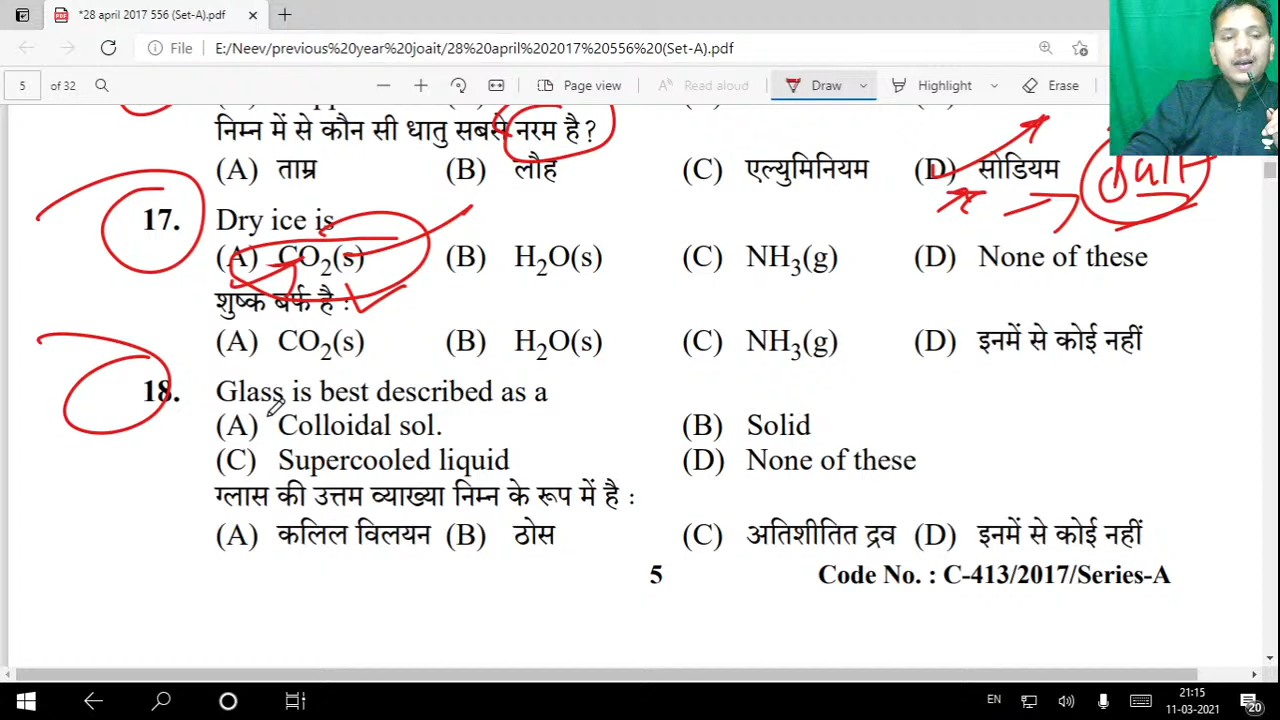 *28 april 2017 556 (Set-A).pdf
File E:/Neev/previous%20year%20joait/28%20april%202017%20556%20(Set-A).pdf
5 of 32 Page view Read aloud Draw Highlight Erase
निम्न में से कौन सी धातु सबसे नरम है?
(A) ताम्र (B) लौह (C) एल्युमिनियम (D) सोडियम
17. Dry ice is
(A) CO2(s) (B) H2O(s) (C) NH3(g) (D) None of these
शुष्क बर्फ है :
(A) CO2(s) (B) H2O(s) (C) NH3(g) (D) इनमें से कोई नहीं
18. Glass is best described as a
(A) Colloidal sol. (B) Solid
(C) Supercooled liquid (D) None of these
ग्लास की उत्तम व्याख्या निम्न के रूप में है :
(A) कलिल विलयन (B) ठोस (C) अतिशीतित द्रव (D) इनमें से कोई नहीं
5 Code No. : C-413/2017/Series-A
EN 21:15
11-03-2021 20